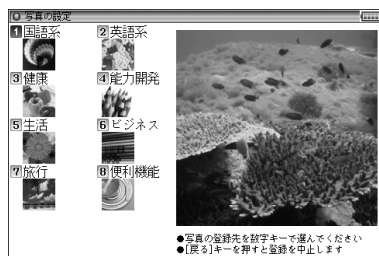 写真の設定
1国語系 2英語系
3健康 4能力開発
5生活 6ビジネス
7旅行 8便利機能
●写真の登録先を数字キーで選んでください
●[戻る]キーを押すと登録を中止します